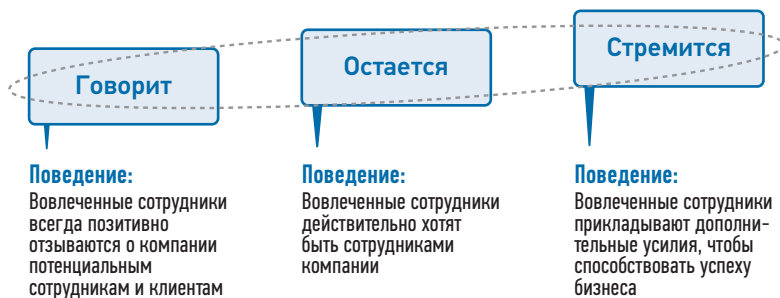 Говорит
Остается
Стремится
Поведение:
Вовлеченные сотрудники
всегда позитивно
отзываются о компании
потенциальным
сотрудникам и клиентам
Поведение:
Вовлеченные сотрудники
действительно хотят
быть сотрудниками
компании
Поведение:
Вовлеченные сотрудники
прикладывают дополни-
тельные усилия, чтобы
способствовать успеху
бизнеса